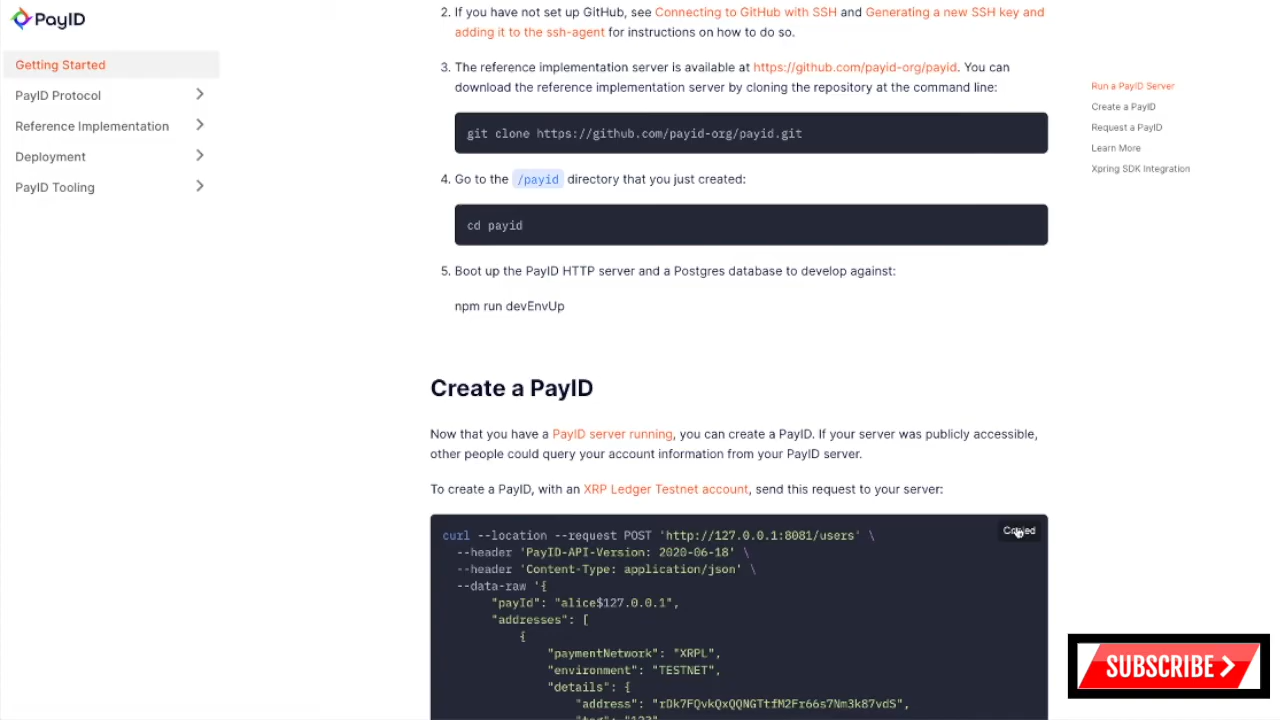 PayID
Getting Started
PayID Protocol
Reference Implementation
Deployment
PayID Tooling
2. If you have not set up GitHub, see Connecting to GitHub with SSH and Generating a new SSH key and
adding it to the ssh-agent for instructions on how to do so.
3. The reference implementation server is available at https://github.com/payid-org/payid. You can
download the reference implementation server by cloning the repository at the command line:
git clone https://github.com/payid-org/payid.git
4. Go to the /payid directory that you just created:
cd payid
5. Boot up the PayID HTTP server and a Postgres database to develop against:
npm run devEnvUp
Create a PayID
Now that you have a PayID server running, you can create a PayID. If your server was publicly accessible,
other people could query your account information from your PayID server.
To create a PayID, with an XRP Ledger Testnet account, send this request to your server:
Copied
curl --location --request POST 'http://127.0.0.1:8081/users' \
--header 'PayID-API-Version: 2020-06-18' \
--header 'Content-Type: application/json' \
--data-raw '{
"payId": "alice$127.0.0.1",
"addresses": [
{
"paymentNetwork": "XRPL",
"environment": "TESTNET",
"details": {
"address": "rDk7FQvkQxQQNGTtfM2Fr66s7Nm3k87vdS",
"tag": "123"
Run a PayID Server
Create a PayID
Request a PayID
Learn More
Xpring SDK Integration
SUBSCRIBE